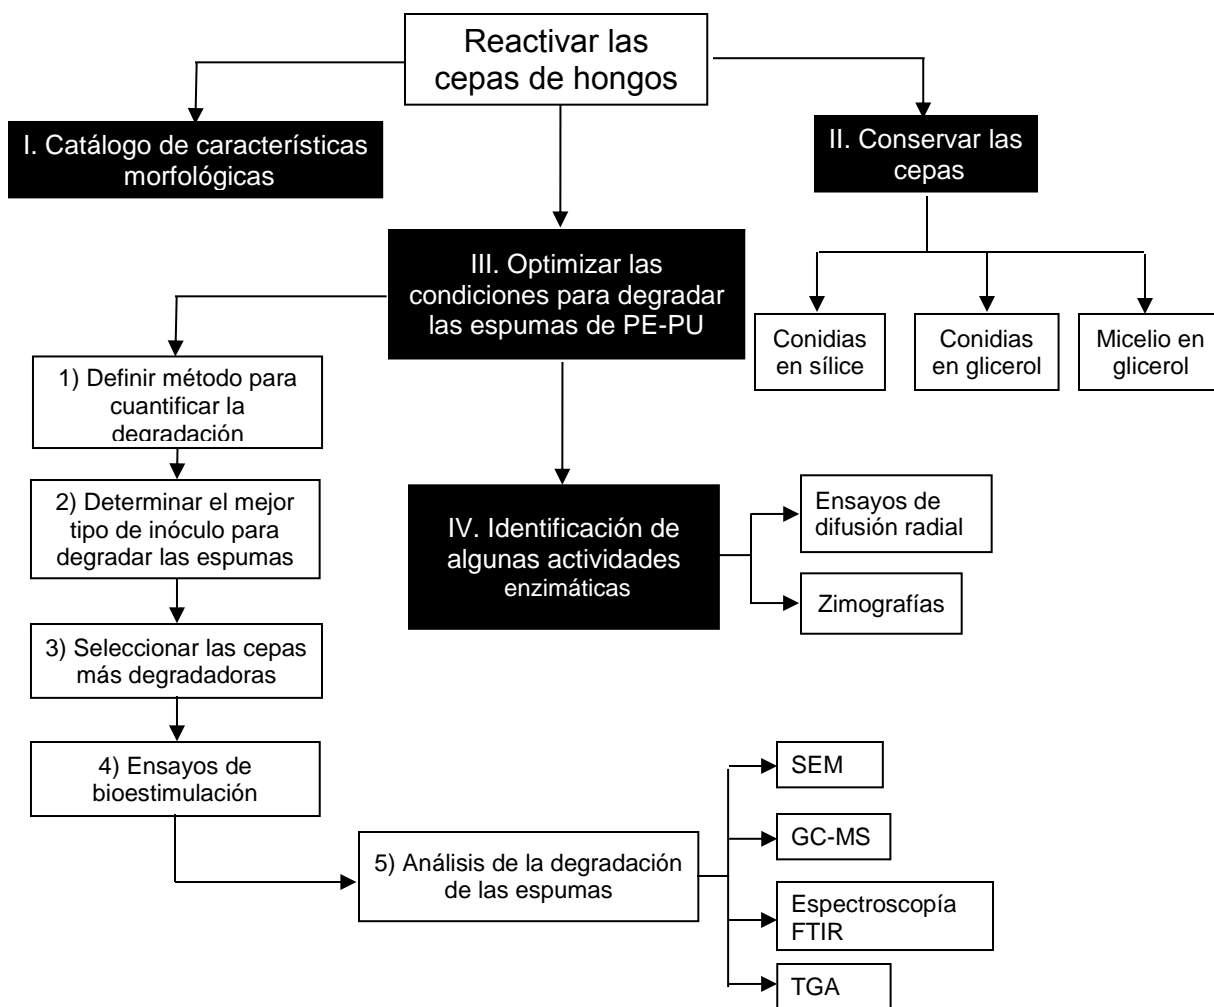 Reactivar las
cepas de hongos
I. Catálogo de características
morfológicas
II. Conservar las
cepas
III. Optimizar las
condiciones para degradar
las espumas de PE-PU
Conidias
en sílice
Conidias
en glicerol
Micelio en
glicerol
1) Definir método para
cuantificar la
degradación
2) Determinar el mejor
tipo de inóculo para
degradar las espumas
3) Seleccionar las cepas
más degradadoras
4) Ensayos de
bioestimulación
5) Análisis de la degradación
de las espumas
IV. Identificación de
algunas actividades
enzimáticas
Ensayos de
difusión radial
Zimografías
SEM
GC-MS
Espectroscopía
FTIR
TGA